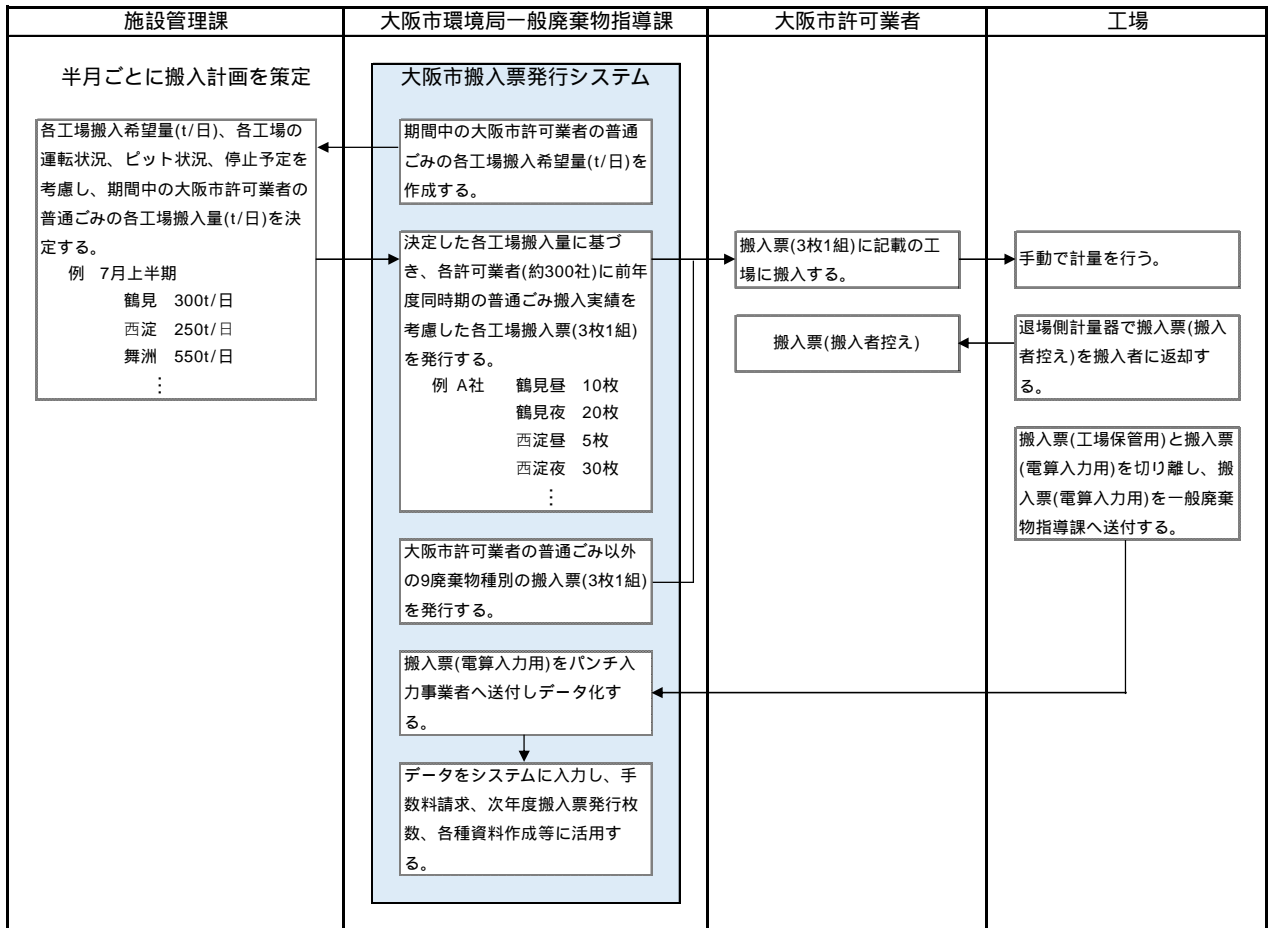 施設管理課
大阪市環境局一般廃棄物指導課
大阪市許可業者
工場
半月ごとに搬入計画を策定
各工場搬入希望量(t/日)、各工場の
運転状況、ピット状況、停止予定を
考慮し、期間中の大阪市許可業者の
普通ごみの各工場搬入量(t/日)を決
定する。
例 7月上半期
鶴見 300t/日
西淀 250t/日
舞洲 550t/日
⋮
大阪市搬入票発行システム
期間中の大阪市許可業者の普通
ごみの各工場搬入希望量(t/日)を
作成する。
決定した各工場搬入量に基づ
き、各許可業者(約300社)に前年
度同時期の普通ごみ搬入実績を
考慮した各工場搬入票(3枚1組)
を発行する。
例 A社 鶴見昼 10枚
鶴見夜 20枚
西淀昼 5枚
西淀夜 30枚
⋮
大阪市許可業者の普通ごみ以外
の9廃棄物種別の搬入票(3枚1組)
を発行する。
搬入票(電算入力用)をパンチ入
力事業者へ送付しデータ化す
る。
データをシステムに入力し、手
数料請求、次年度搬入票発行枚
数、各種資料作成等に活用す
る。
搬入票(3枚1組)に記載の工
場に搬入する。
搬入票(搬入者控え)
手動で計量を行う。
退場側計量器で搬入票(搬入
者控え)を搬入者に返却す
る。
搬入票(工場保管用)と搬入票
(電算入力用)を切り離し、搬
入票(電算入力用)を一般廃棄
物指導課へ送付する。